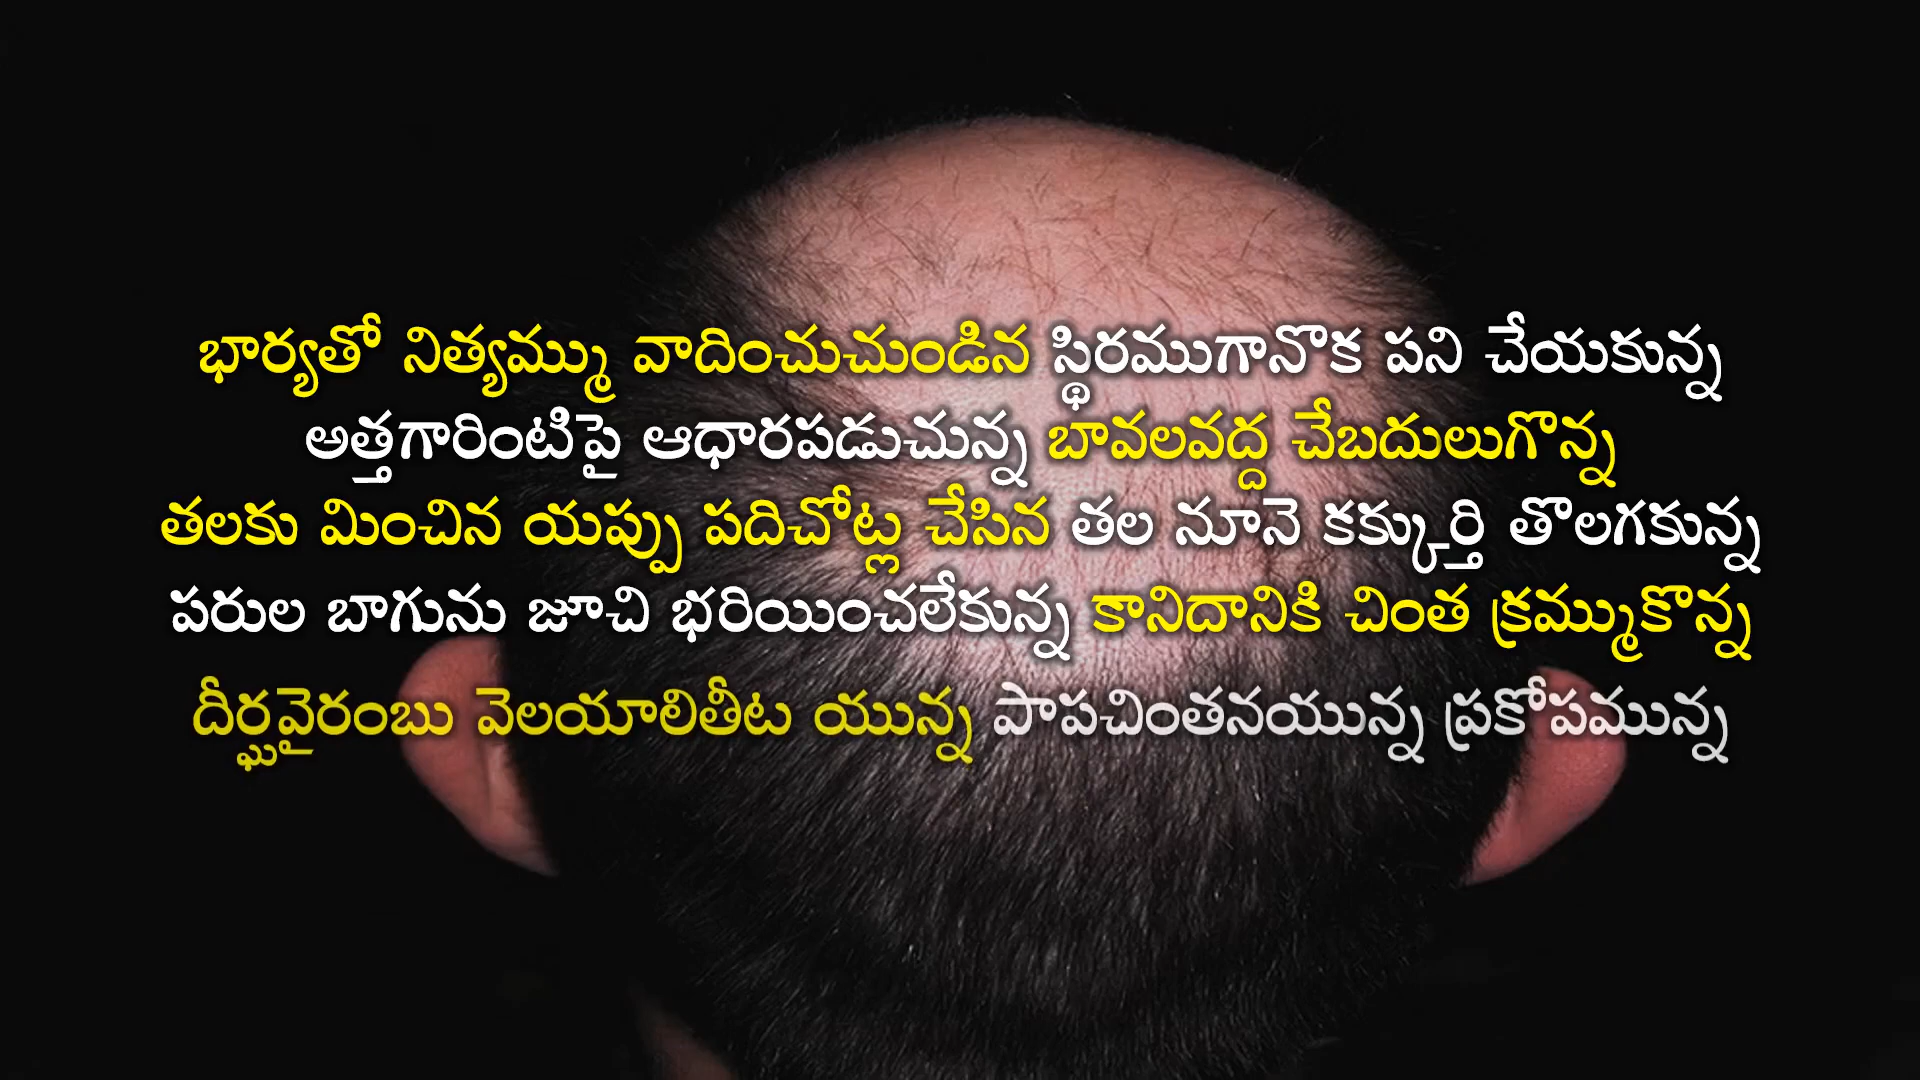 భార్యతో నిత్యమ్ము వాదించుచుండిన స్థిరముగానొక పని చేయకున్న
అత్తగారింటిపై ఆధారపడుచున్న బావలవద్ద చేబదులుగొన్న
తలకు మించిన యప్పు పదిచోట్ల చేసిన తల నూనె కక్కుర్తి తొలగకున్న
పరుల బాగును జూచి భరియించలేకున్న కానిదానికి చింత క్రమ్ముకొన్న
దీర్ఘవైరంబు వెలయాలితీట యున్న పాపచింతనయున్న ప్రకోపమున్న